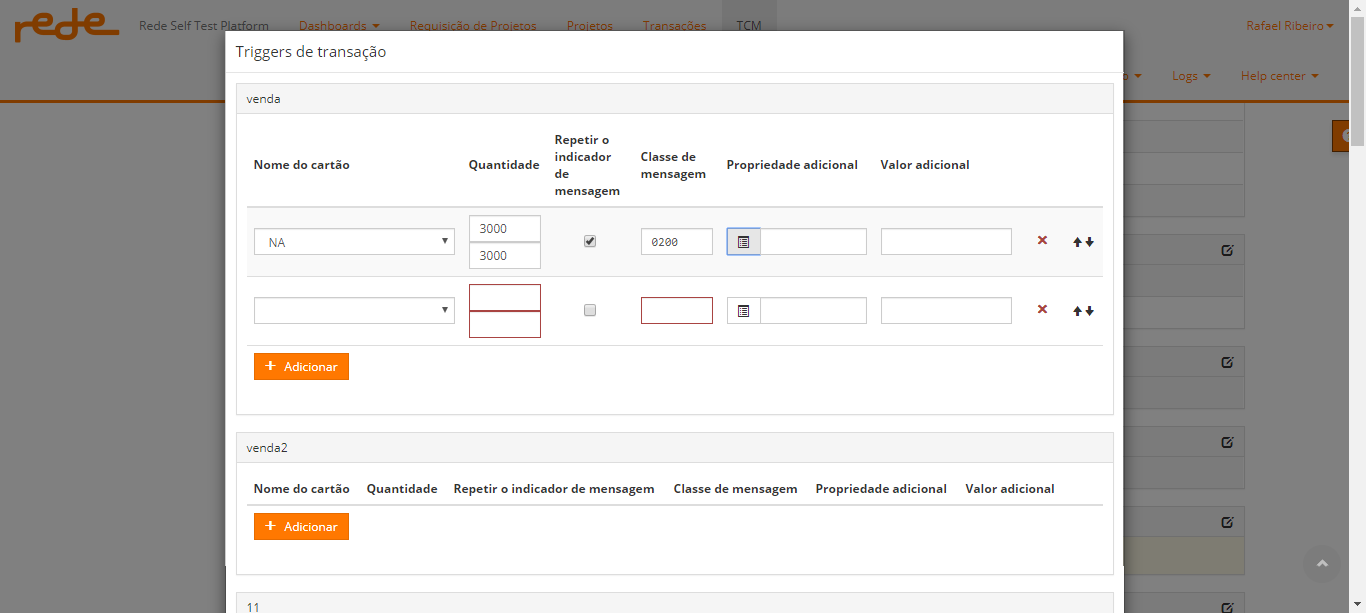 rede
Rede Self Test Platform
Dashboards
Requisição de Projetos
Projetos
Transações
TCM
Rafael Ribeiro
Logs
Help center
Triggers de transação
venda
Nome do cartão
Quantidade
Repetir o
indicador
de
mensagem
Classe de
mensagem
Propriedade adicional
Valor adicional
NA
3000
3000
0200
+ Adicionar
venda2
Nome do cartão
Quantidade
Repetir o indicador de mensagem
Classe de mensagem
Propriedade adicional
Valor adicional
+ Adicionar
11